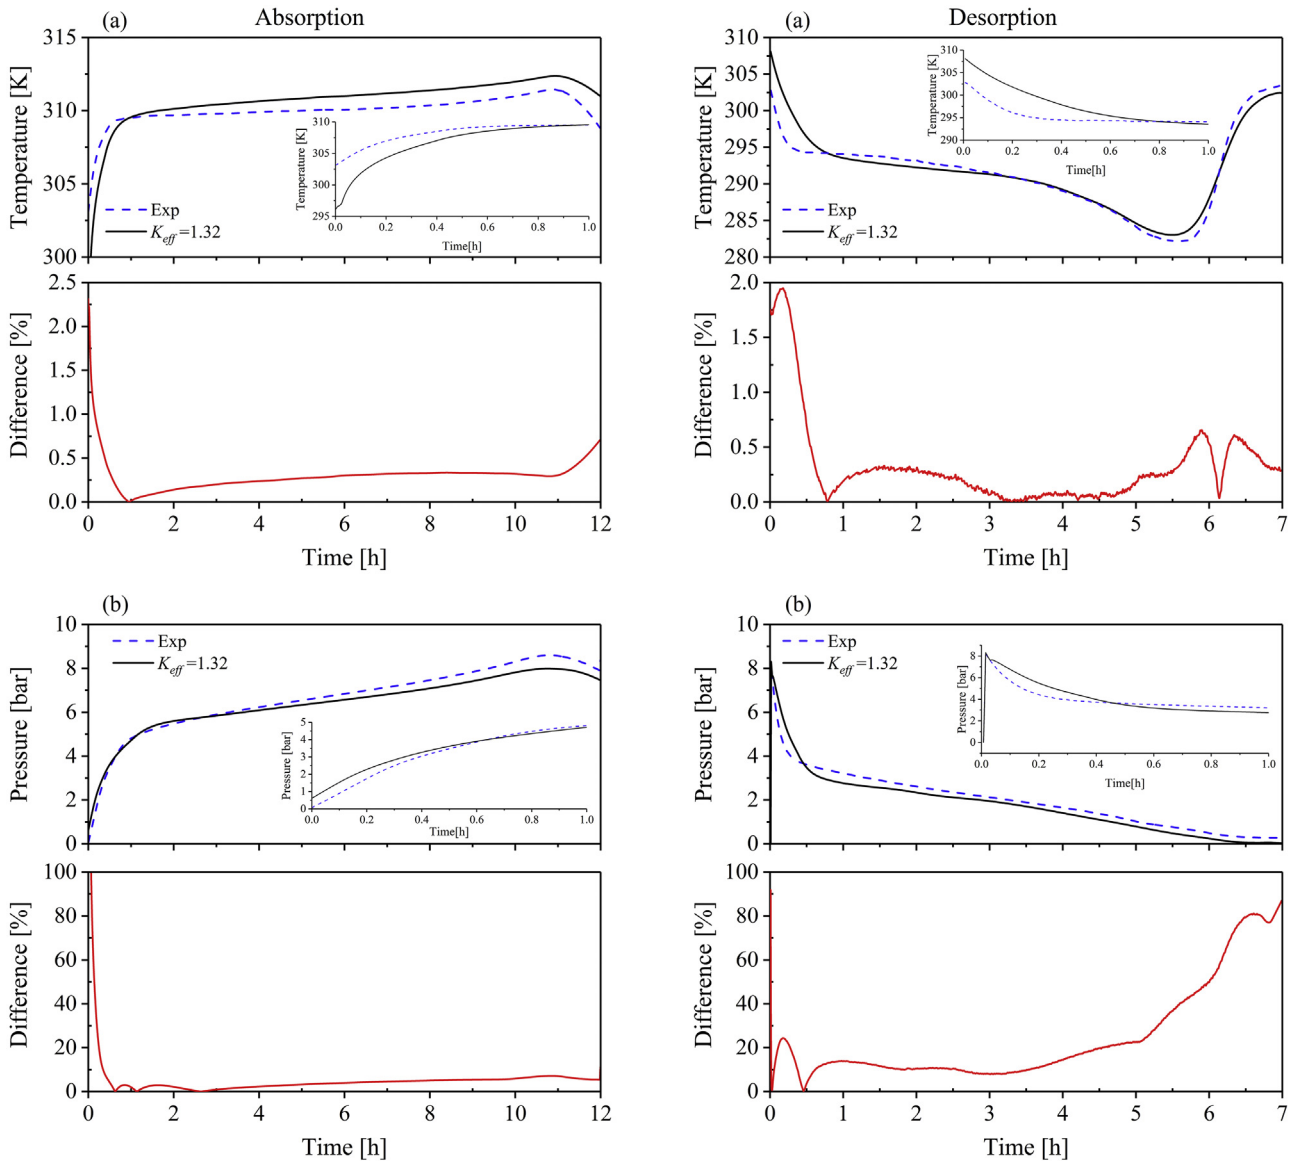 Absorption
(a)
Temperature [K]
315
310
305
300
Exp
Keff=1.32
Temperature [K]
310
305
300
295
0.0 0.2 0.4 0.6 0.8 1.0
Time[h]
Difference [%]
2.5
2.0
1.5
1.0
0.5
0.0
0 2 4 6 8 10 12
Time [h]
Desorption
(a)
Temperature [K]
310
305
300
295
290
285
280
Exp
Keff=1.32
Temperature [K]
310
305
300
295
290
0.0 0.2 0.4 0.6 0.8 1.0
Time[h]
Difference [%]
2.0
1.5
1.0
0.5
0.0
0 1 2 3 4 5 6 7
Time [h]
(b)
Pressure [bar]
10
8
6
4
2
0
Exp
Keff=1.32
Pressure [bar]
5
4
3
2
1
0
0.0 0.2 0.4 0.6 0.8 1.0
Time[h]
Difference [%]
100
80
60
40
20
0
0 2 4 6 8 10 12
Time [h]
(b)
Pressure [bar]
10
8
6
4
2
0
Exp
Keff=1.32
Pressure [bar]
8
6
4
2
0
0.0 0.2 0.4 0.6 0.8 1.0
Time[h]
Difference [%]
100
80
60
40
20
0
0 1 2 3 4 5 6 7
Time [h]